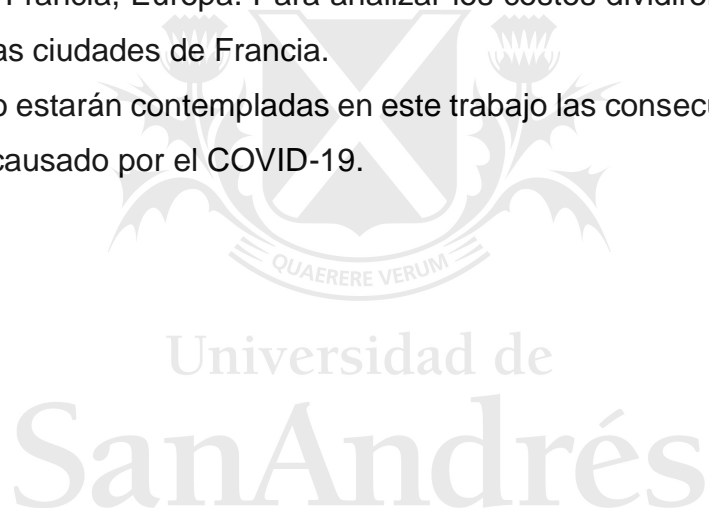 Francia, Europa. Para analizar los costos
as ciudades de Francia.
estarán contempladas en este trabajo las
causado por el COVID-19.
QUAERERE VERUM
Universidad de
SanAndrés